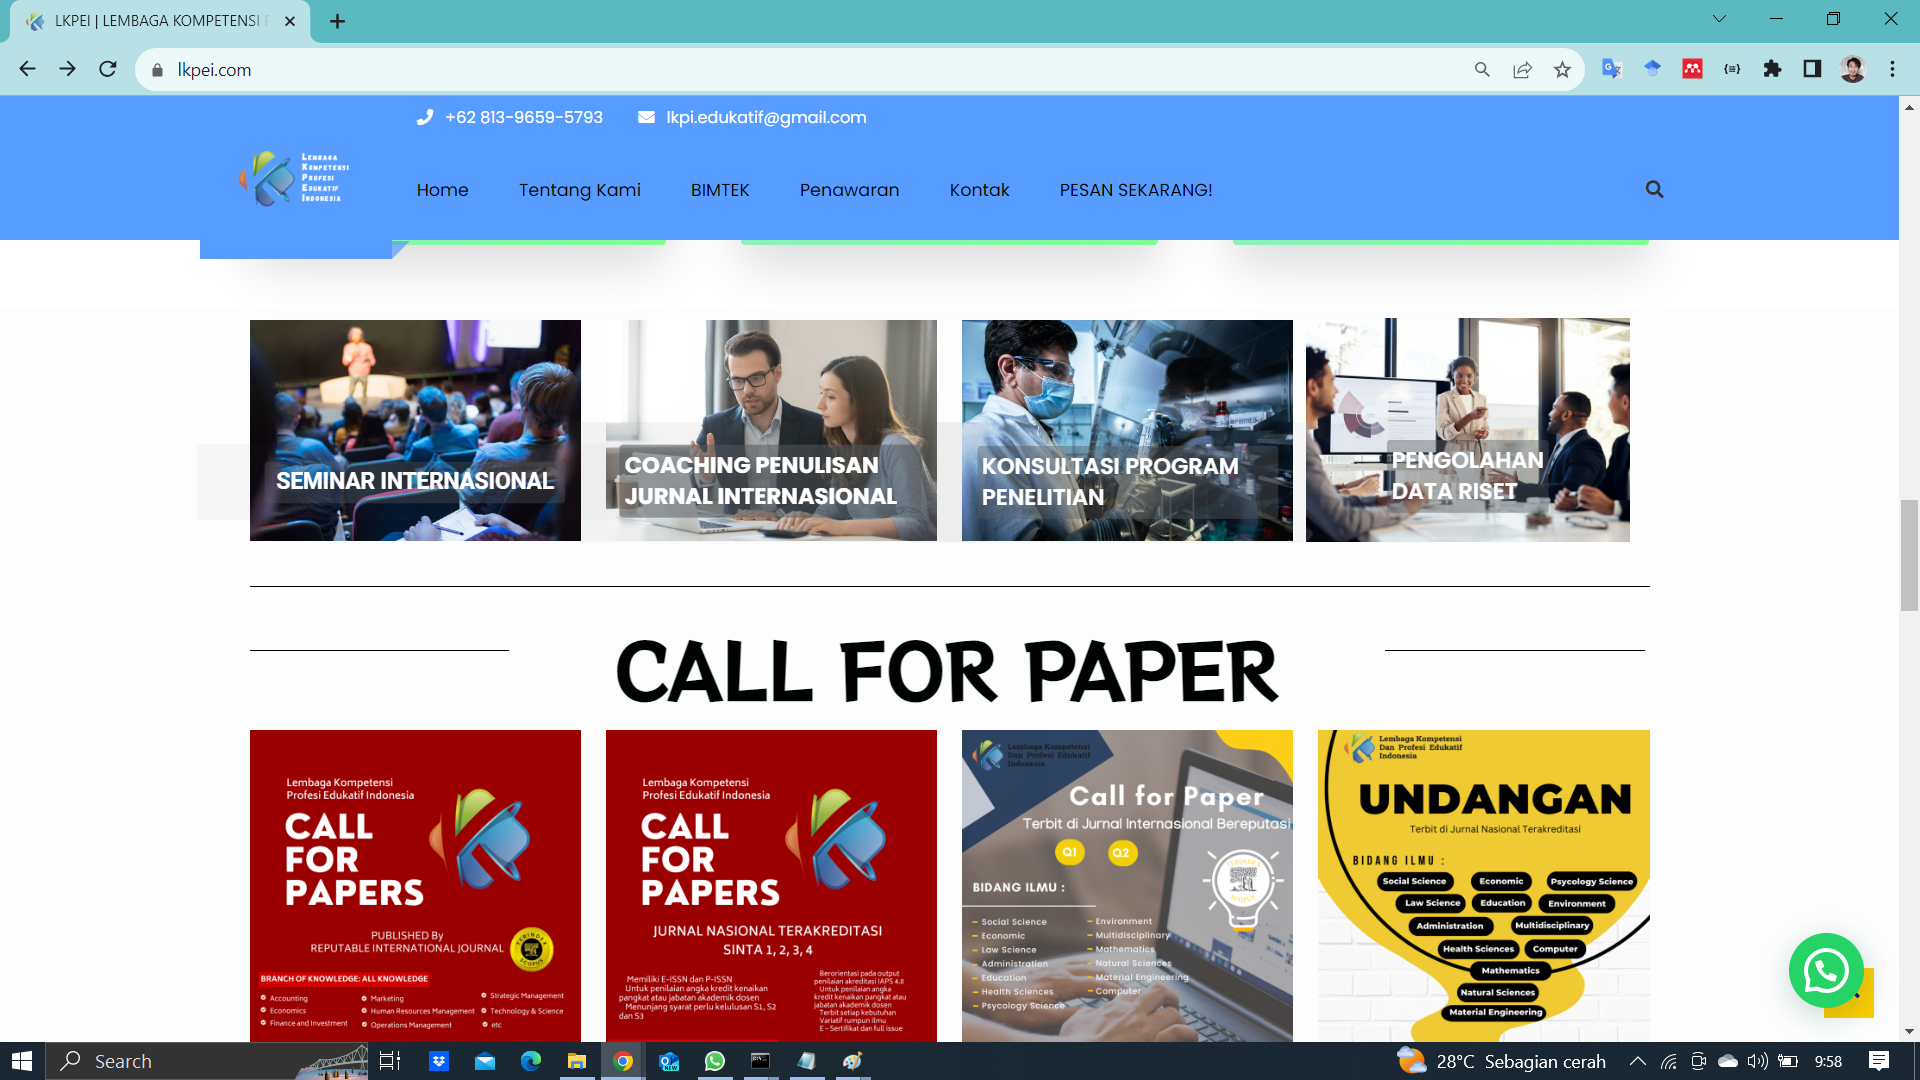 LKPEI | LEMBAGA KOMPETENSI P
lkpei.com
+62 813-9659-5793
lkpi.edukatif@gmail.com
Lembaga
Kompetensi
Profesi
Edukatif
Indonesia
Home
Tentang Kami
BIMTEK
Penawaran
Kontak
PESAN SEKARANG!
SEMINAR INTERNASIONAL
COACHING PENULISAN
JURNAL INTERNASIONAL
KONSULTASI PROGRAM
PENELITIAN
PENGOLAHAN
DATA RISET
CALL FOR PAPER
Lembaga Kompetensi
Profesi Edukatif Indonesia
CALL
FOR
PAPERS
PUBLISHED BY
REPUTABLE INTERNATIONAL JOURNAL
TERINDEX
SCOPUS
BRANCH OF KNOWLEDGE: ALL KNOWLEDGE
Accounting
Economics
Finance and Investment
Marketing
Human Resources Management
Operations Management
Strategic Management
Technology & Science
etc
Lembaga Kompetensi
Profesi Edukatif Indonesia
CALL
FOR
PAPERS
JURNAL NASIONAL TERAKREDITASI
SINTA 1, 2, 3, 4
Memiliki E-ISSN dan P-ISSN
Untuk penilaian angka kredit kenaikan
pangkat atau jabatan akademik dosen
Menunjang syarat perlu kelulusan S1, S2
dan S3
Berorientasi pada output
penilaian akreditasi IAPS 4.0
Untuk penilaian angka
kredit kenaikan pangkat atau
jabatan akademik dosen
Terbit setiap kebutuhan
Variatif rumpun ilmu
E - Sertifikat dan full issue
Lembaga Kompetensi
Dan Profesi Edukatif
Indonesia
Call for Paper
Terbit di Jurnal Internasional Bereputasi
Q1
Q2
TERINDEX
SCOPUS
BIDANG ILMU :
Social Science
Economic
Law Science
Administration
Education
Health Sciences
Psycology Science
Environment
Multidisciplinary
Mathematics
Natural Sciences
Material Engineering
Computer
Lembaga Kompetensi
Dan Profesi Edukatif
Indonesia
UNDANGAN
Terbit di Jurnal Nasional Terakreditasi
BIDANG ILMU :
Social Science
Economic
Psycology Science
Law Science
Education
Environment
Administration
Multidisciplinary
Health Sciences
Computer
Mathematics
Natural Sciences
Material Engineering
Search
28°C Sebagian cerah
9:58